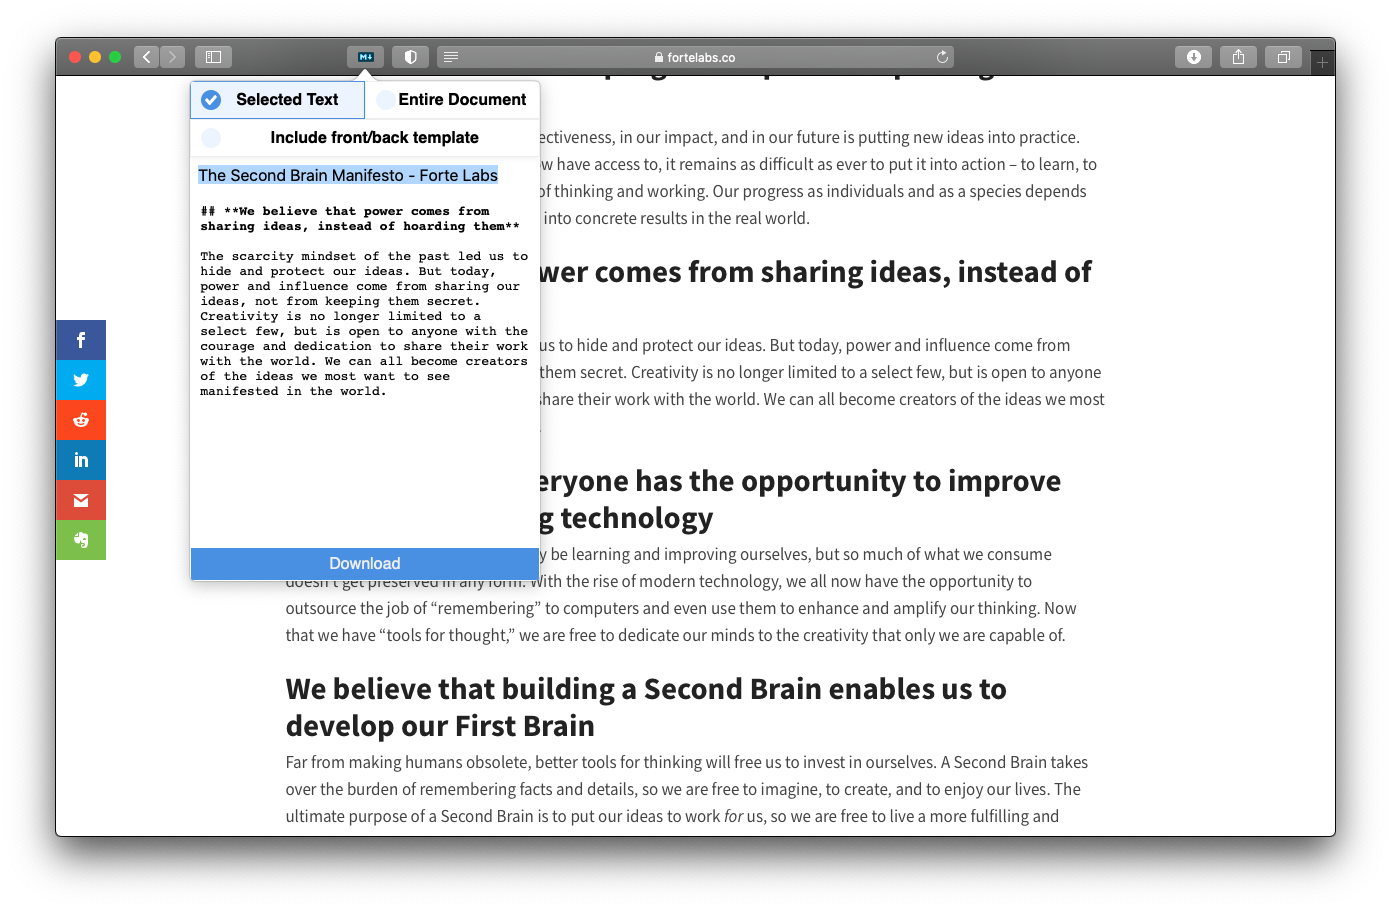 M↓
fortelabs.co
Selected Text
Entire Document
Include front/back template
The Second Brain Manifesto - Forte Labs
## **We believe that power comes from
sharing ideas, instead of hoarding them**
The scarcity mindset of the past led us to
hide and protect our ideas. But today,
power and influence come from sharing our
ideas, not from keeping them secret.
Creativity is no longer limited to a
select few, but is open to anyone with the
courage and dedication to share their work
with the world. We can all become creators
of the ideas we most want to see
manifested in the world.
Download
ectiveness, in our impact, and in our future is putting new ideas into practice.
w have access to, it remains as difficult as ever to put it into action – to learn, to
of thinking and working. Our progress as individuals and as a species depends
into concrete results in the real world.
wer comes from sharing ideas, instead of
us to hide and protect our ideas. But today, power and influence come from
them secret. Creativity is no longer limited to a select few, but is open to anyone
share their work with the world. We can all become creators of the ideas we most
eryone has the opportunity to improve
g technology
y be learning and improving ourselves, but so much of what we consume
doesn't get preserved in any form. With the rise of modern technology, we all now have the opportunity to
outsource the job of “remembering” to computers and even use them to enhance and amplify our thinking. Now
that we have “tools for thought,” we are free to dedicate our minds to the creativity that only we are capable of.
We believe that building a Second Brain enables us to
develop our First Brain
Far from making humans obsolete, better tools for thinking will free us to invest in ourselves. A Second Brain takes
over the burden of remembering facts and details, so we are free to imagine, to create, and to enjoy our lives. The
ultimate purpose of a Second Brain is to put our ideas to work for us, so we are free to live a more fulfilling and